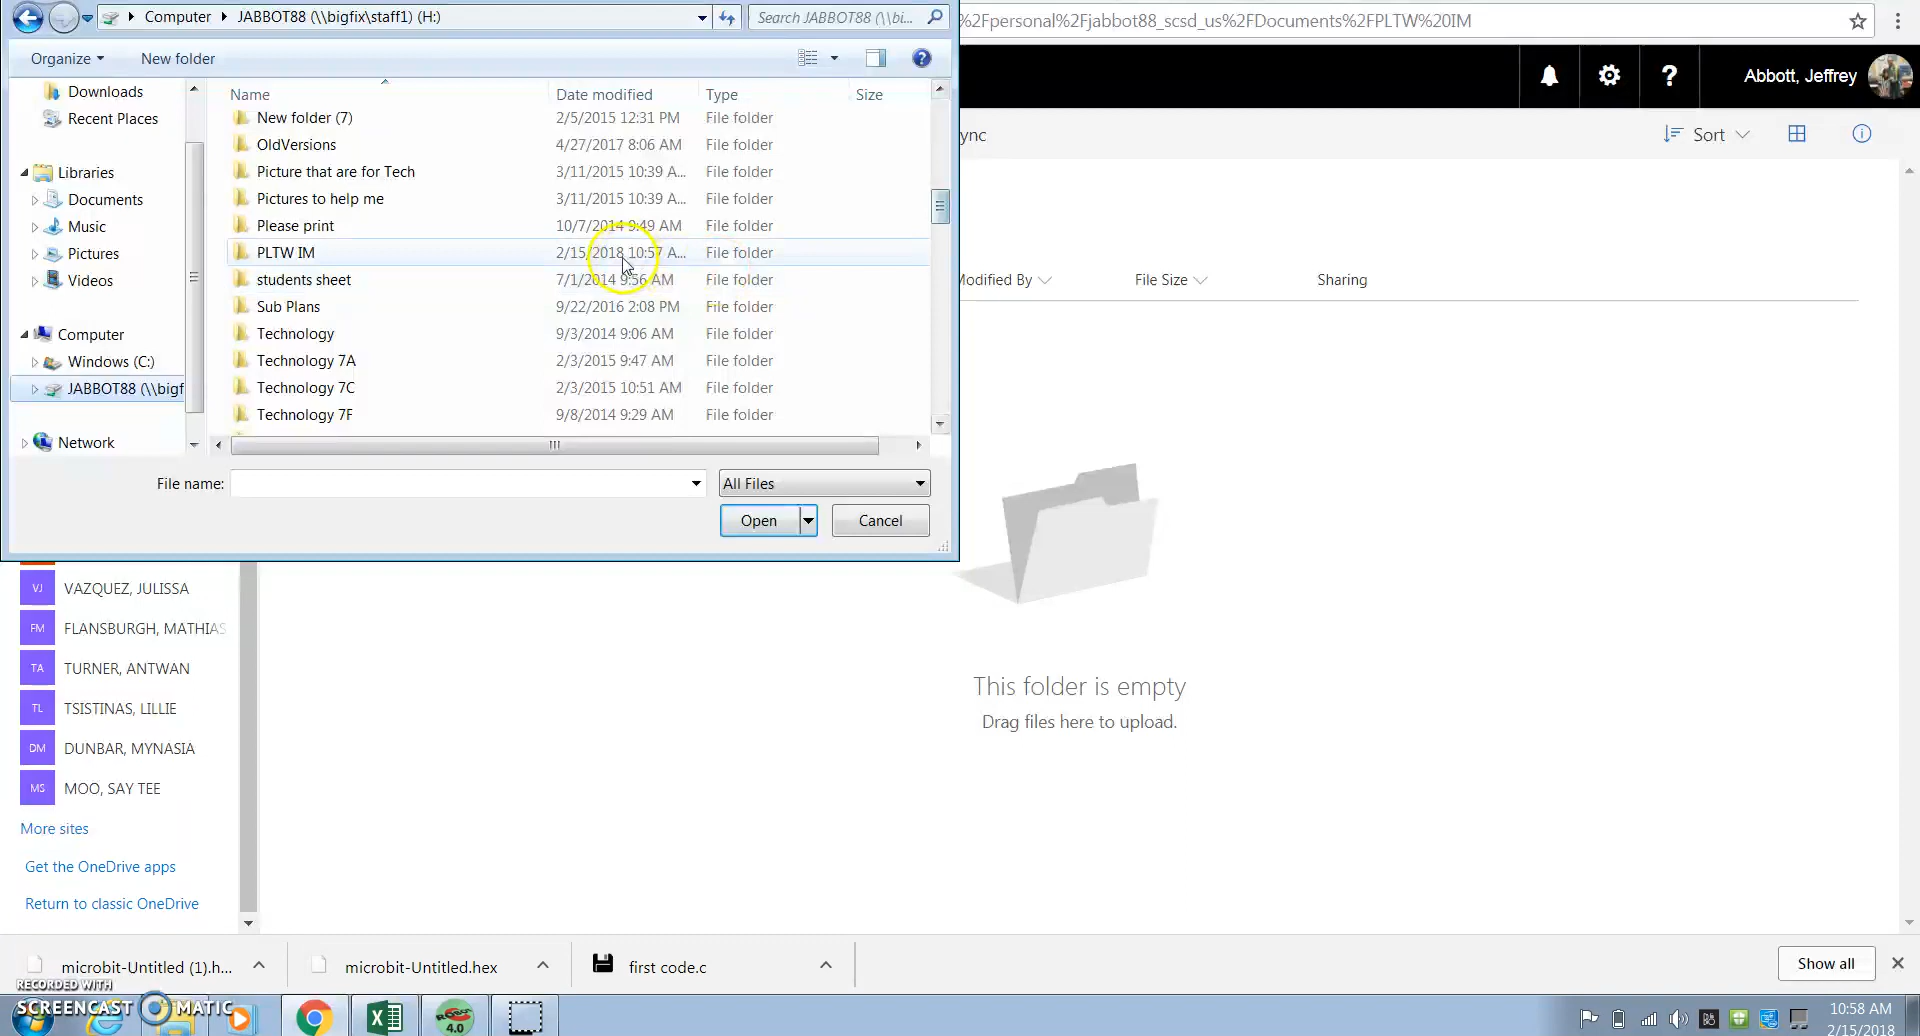 Computer ▸ JABBOT88 (\\bigfix\staff1) (H:)
Search JABBOT88 (\\bi...
%2Fpersonal%2Fjabbot88_scsd_us%2FDocuments%2FPLTW%20IM
Organize
New folder
Abbott, Jeffrey
ync
Sort
Downloads
Recent Places
Libraries
Documents
Music
Pictures
Videos
Computer
Windows (C:)
JABBOT88 (\\bigf
Network
Name Date modified Type Size
New folder (7) 2/5/2015 12:31 PM File folder
OldVersions 4/27/2017 8:06 AM File folder
Picture that are for Tech 3/11/2015 10:39 A... File folder
Pictures to help me 3/11/2015 10:39 A... File folder
Please print 10/7/2014 9:49 AM File folder
PLTW IM 2/15/2018 10:57 A... File folder
students sheet 7/1/2014 9:56 AM File folder
Sub Plans 9/22/2016 2:08 PM File folder
Technology 9/3/2014 9:06 AM File folder
Technology 7A 2/3/2015 9:47 AM File folder
Technology 7C 2/3/2015 10:51 AM File folder
Technology 7F 9/8/2014 9:29 AM File folder
Modified By File Size Sharing
File name:
All Files
Open
Cancel
VJ VAZQUEZ, JULISSA
FM FLANSBURGH, MATHIAS
TA TURNER, ANTWAN
TL TSISTINAS, LILLIE
DM DUNBAR, MYNASIA
MS MOO, SAY TEE
More sites
Get the OneDrive apps
Return to classic OneDrive
This folder is empty
Drag files here to upload.
microbit-Untitled (1).h...
microbit-Untitled.hex
first code.c
Show all
RECORDED WITH
SCREENCAST MATIC
4.0
10:58 AM
2/15/2018